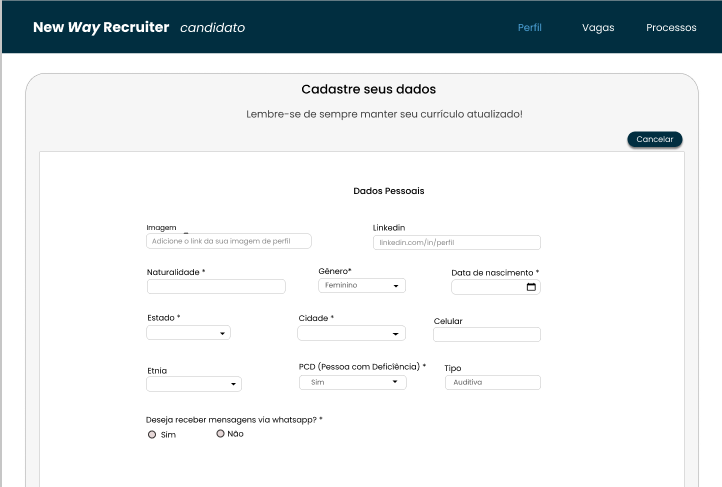 New Way Recruiter candidato Perfil Vagas Processos
Cadastre seus dados
Lembre-se de sempre manter seu currículo atualizado!
Cancelar
Dados Pessoais
Imagem Linkedin
Adicione o link da sua imagem de perfil linkedin.com/in/perfil
Naturalidade * Gênero* Data de nascimento *
Feminino
Estado * Cidade * Celular
Etnia PCD (Pessoa com Deficiência) * Tipo
Sim Auditiva
Deseja receber mensagens via whatsapp? *
Sim Não